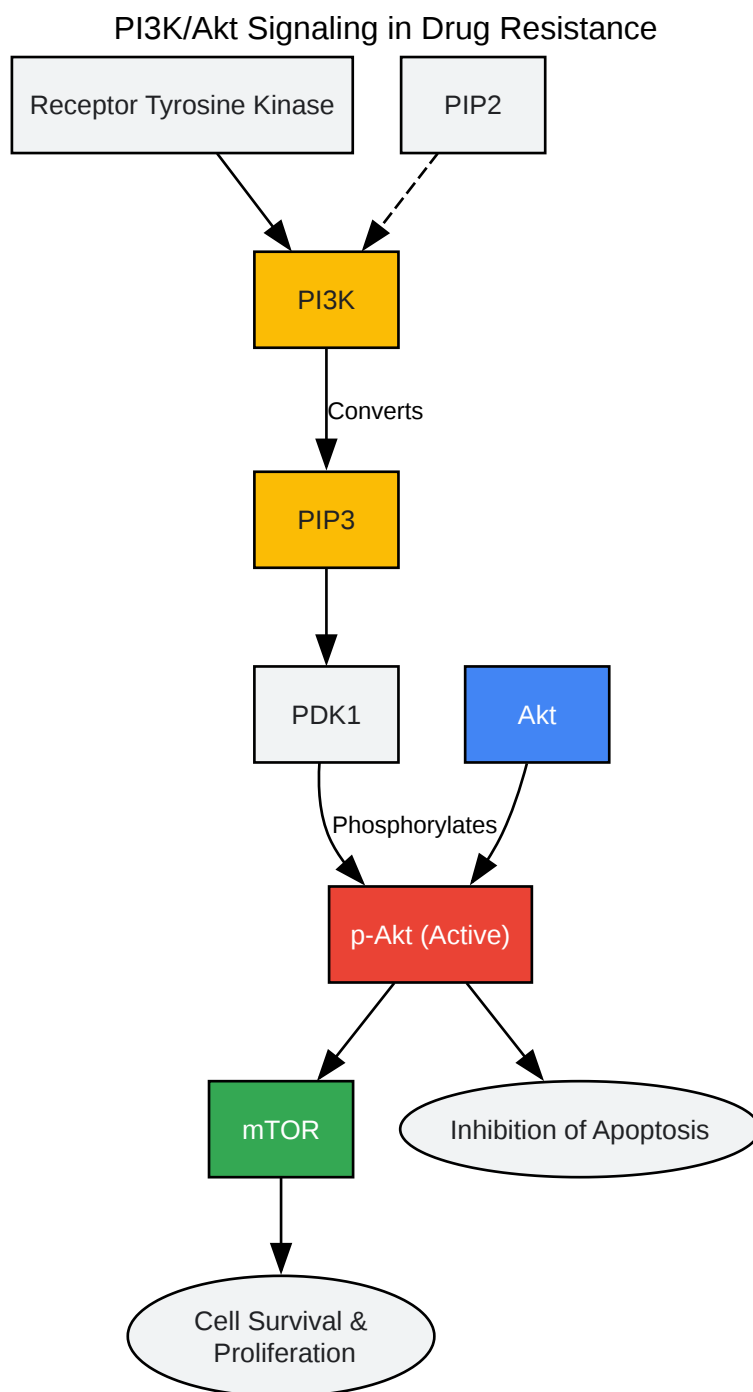 PI3K/Akt Signaling in Drug Resistance
Receptor Tyrosine Kinase
PIP2
PI3K
Converts
PIP3
PDK1
Akt
Phosphorylates
p-Akt (Active)
mTOR
Inhibition of Apoptosis
Cell Survival &
Proliferation